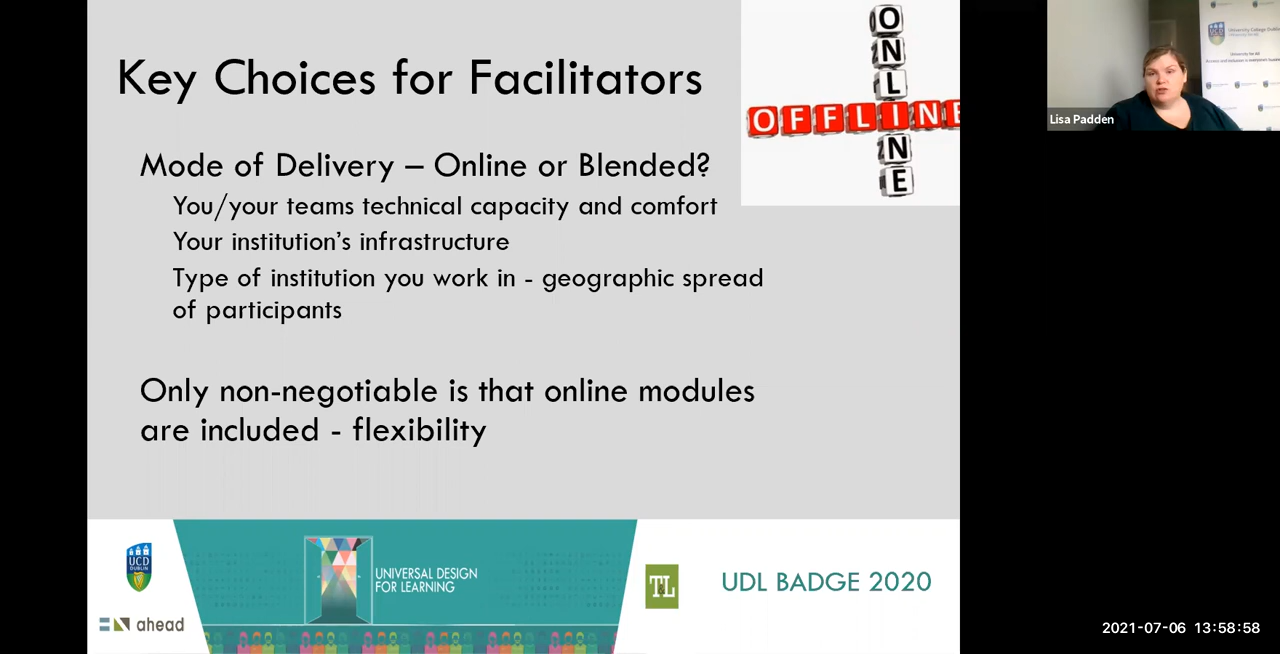 Key Choices for Facilitators
ONLINE
OFFLINE
Mode of Delivery – Online or Blended?
You/your teams technical capacity and comfort
Your institution’s infrastructure
Type of institution you work in - geographic spread
of participants
Only non-negotiable is that online modules
are included - flexibility
UCD
DUBLIN
ahead
UNIVERSAL DESIGN
FOR LEARNING
TL
UDL BADGE 2020
Lisa Padden
University College Dublin
2021-07-06 13:58:58